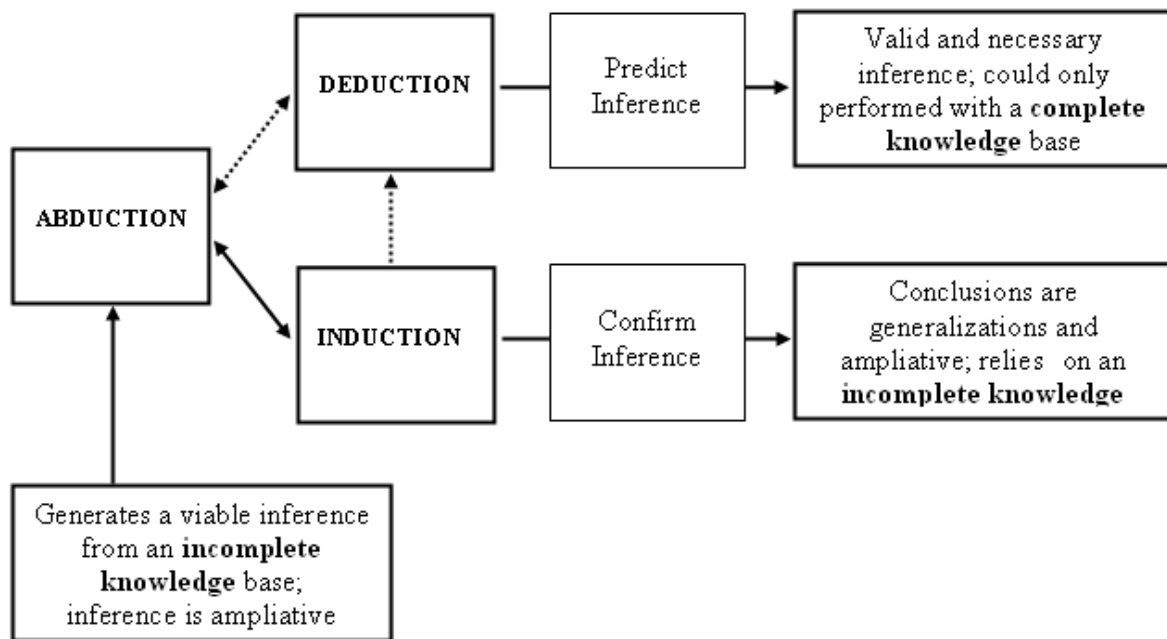 DEDUCTION
Predict
Inference
Valid and necessary
inference; could only
performed with a complete
knowledge base
ABDUCTION
INDUCTION
Confirm
Inference
Conclusions are
generalizations and
ampliative; relies on an
incomplete knowledge
Generates a viable inference
from an incomplete
knowledge base;
inference is ampliative